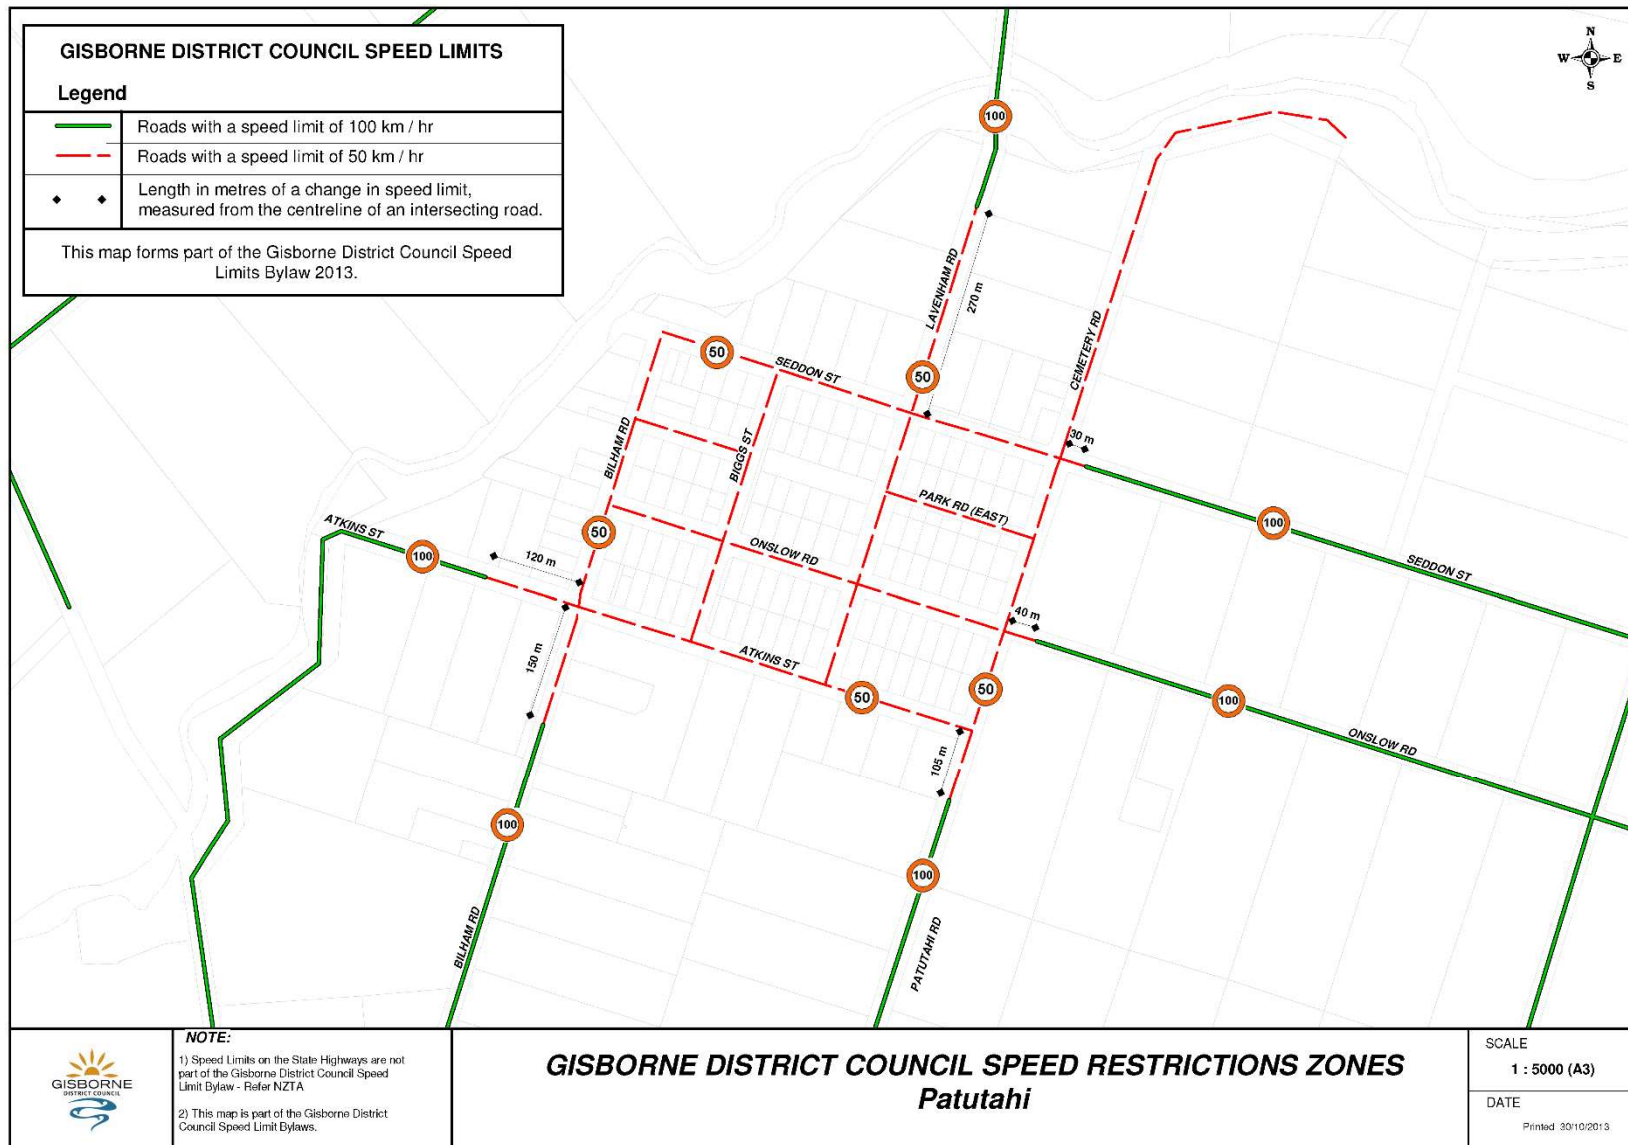 GISBORNE DISTRICT COUNCIL SPEED LIMITS
Legend
Roads with a speed limit of 100 km / hr
Roads with a speed limit of 50 km / hr
Length in metres of a change in speed limit,
measured from the centreline of an intersecting road.
This map forms part of the Gisborne District Council Speed
Limits Bylaw 2013.
N
W E
S
100
LAVENHAM RD
270 m
50
SEDDON ST
50
CEMETERY RD
30 m
BILHAM RD
BIGGS ST
PARK RD (EAST)
100
SEDDON ST
ATKINS ST
100
120 m
50
ONSLOW RD
40 m
150 m
ATKINS ST
50
50
100
ONSLOW RD
105 m
100
BILHAM RD
100
PATUTAHI RD
GISBORNE
DISTRICT COUNCIL
NOTE:
1) Speed Limits on the State Highways are not
part of the Gisborne District Council Speed
Limit Bylaw - Refer NZTA
2) This map is part of the Gisborne District
Council Speed Limit Bylaws.
GISBORNE DISTRICT COUNCIL SPEED RESTRICTIONS ZONES
Patutahi
SCALE
1 : 5000 (A3)
DATE
Printed 30/10/2013